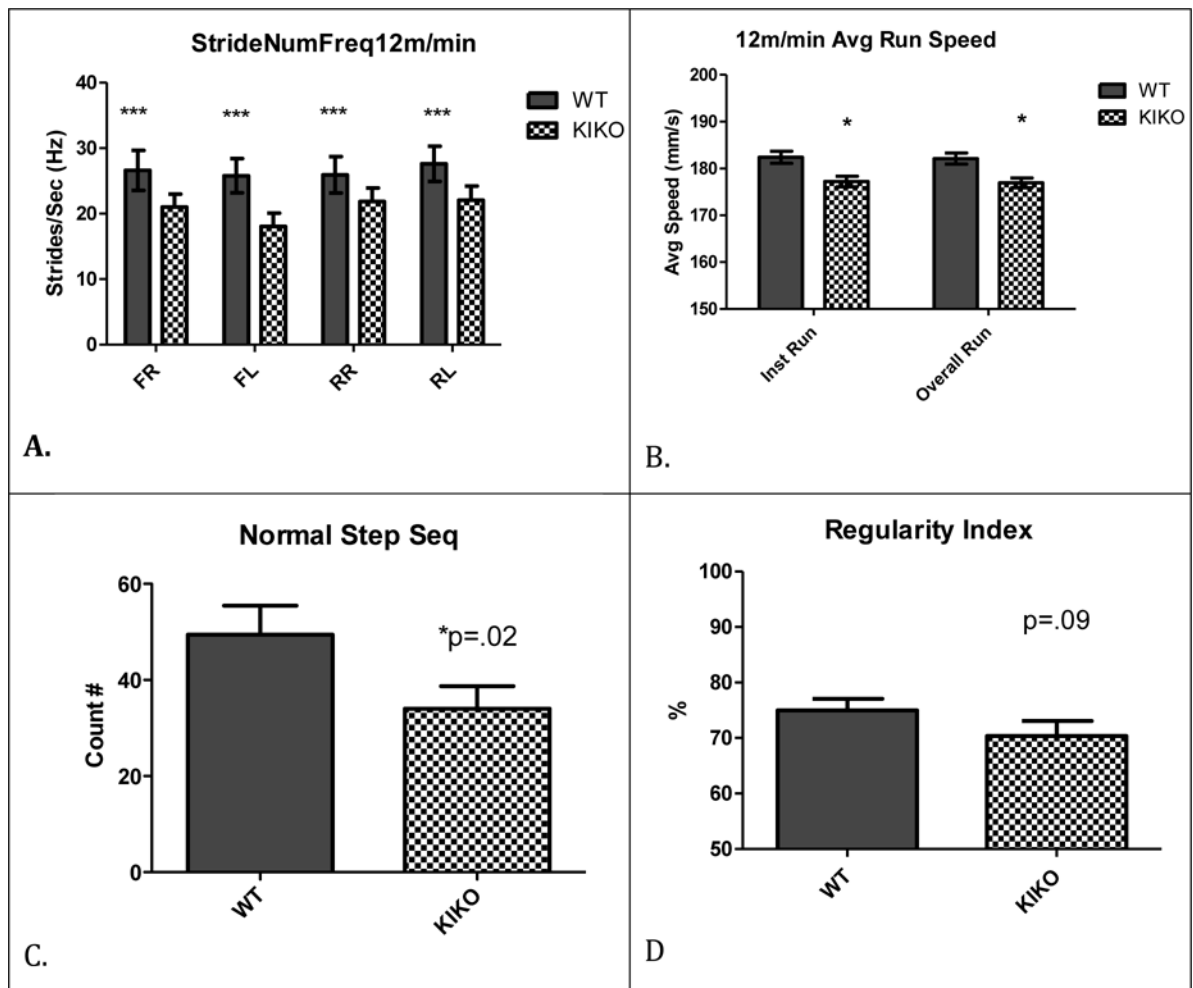 StrideNumFreq12m/min
40
30
20
10
0
Strides/Sec (Hz)
*** *** *** ***
WT
KIKO
FR FL RR RL
A.
12m/min Avg Run Speed
200
190
180
170
160
150
Avg Speed (mm/s)
* *
WT
KIKO
Inst Run Overall Run
B.
Normal Step Seq
60
40
20
0
Count #
*p=.02
WT KIKO
C.
Regularity Index
100
90
80
70
60
50
%
p=.09
WT KIKO
D